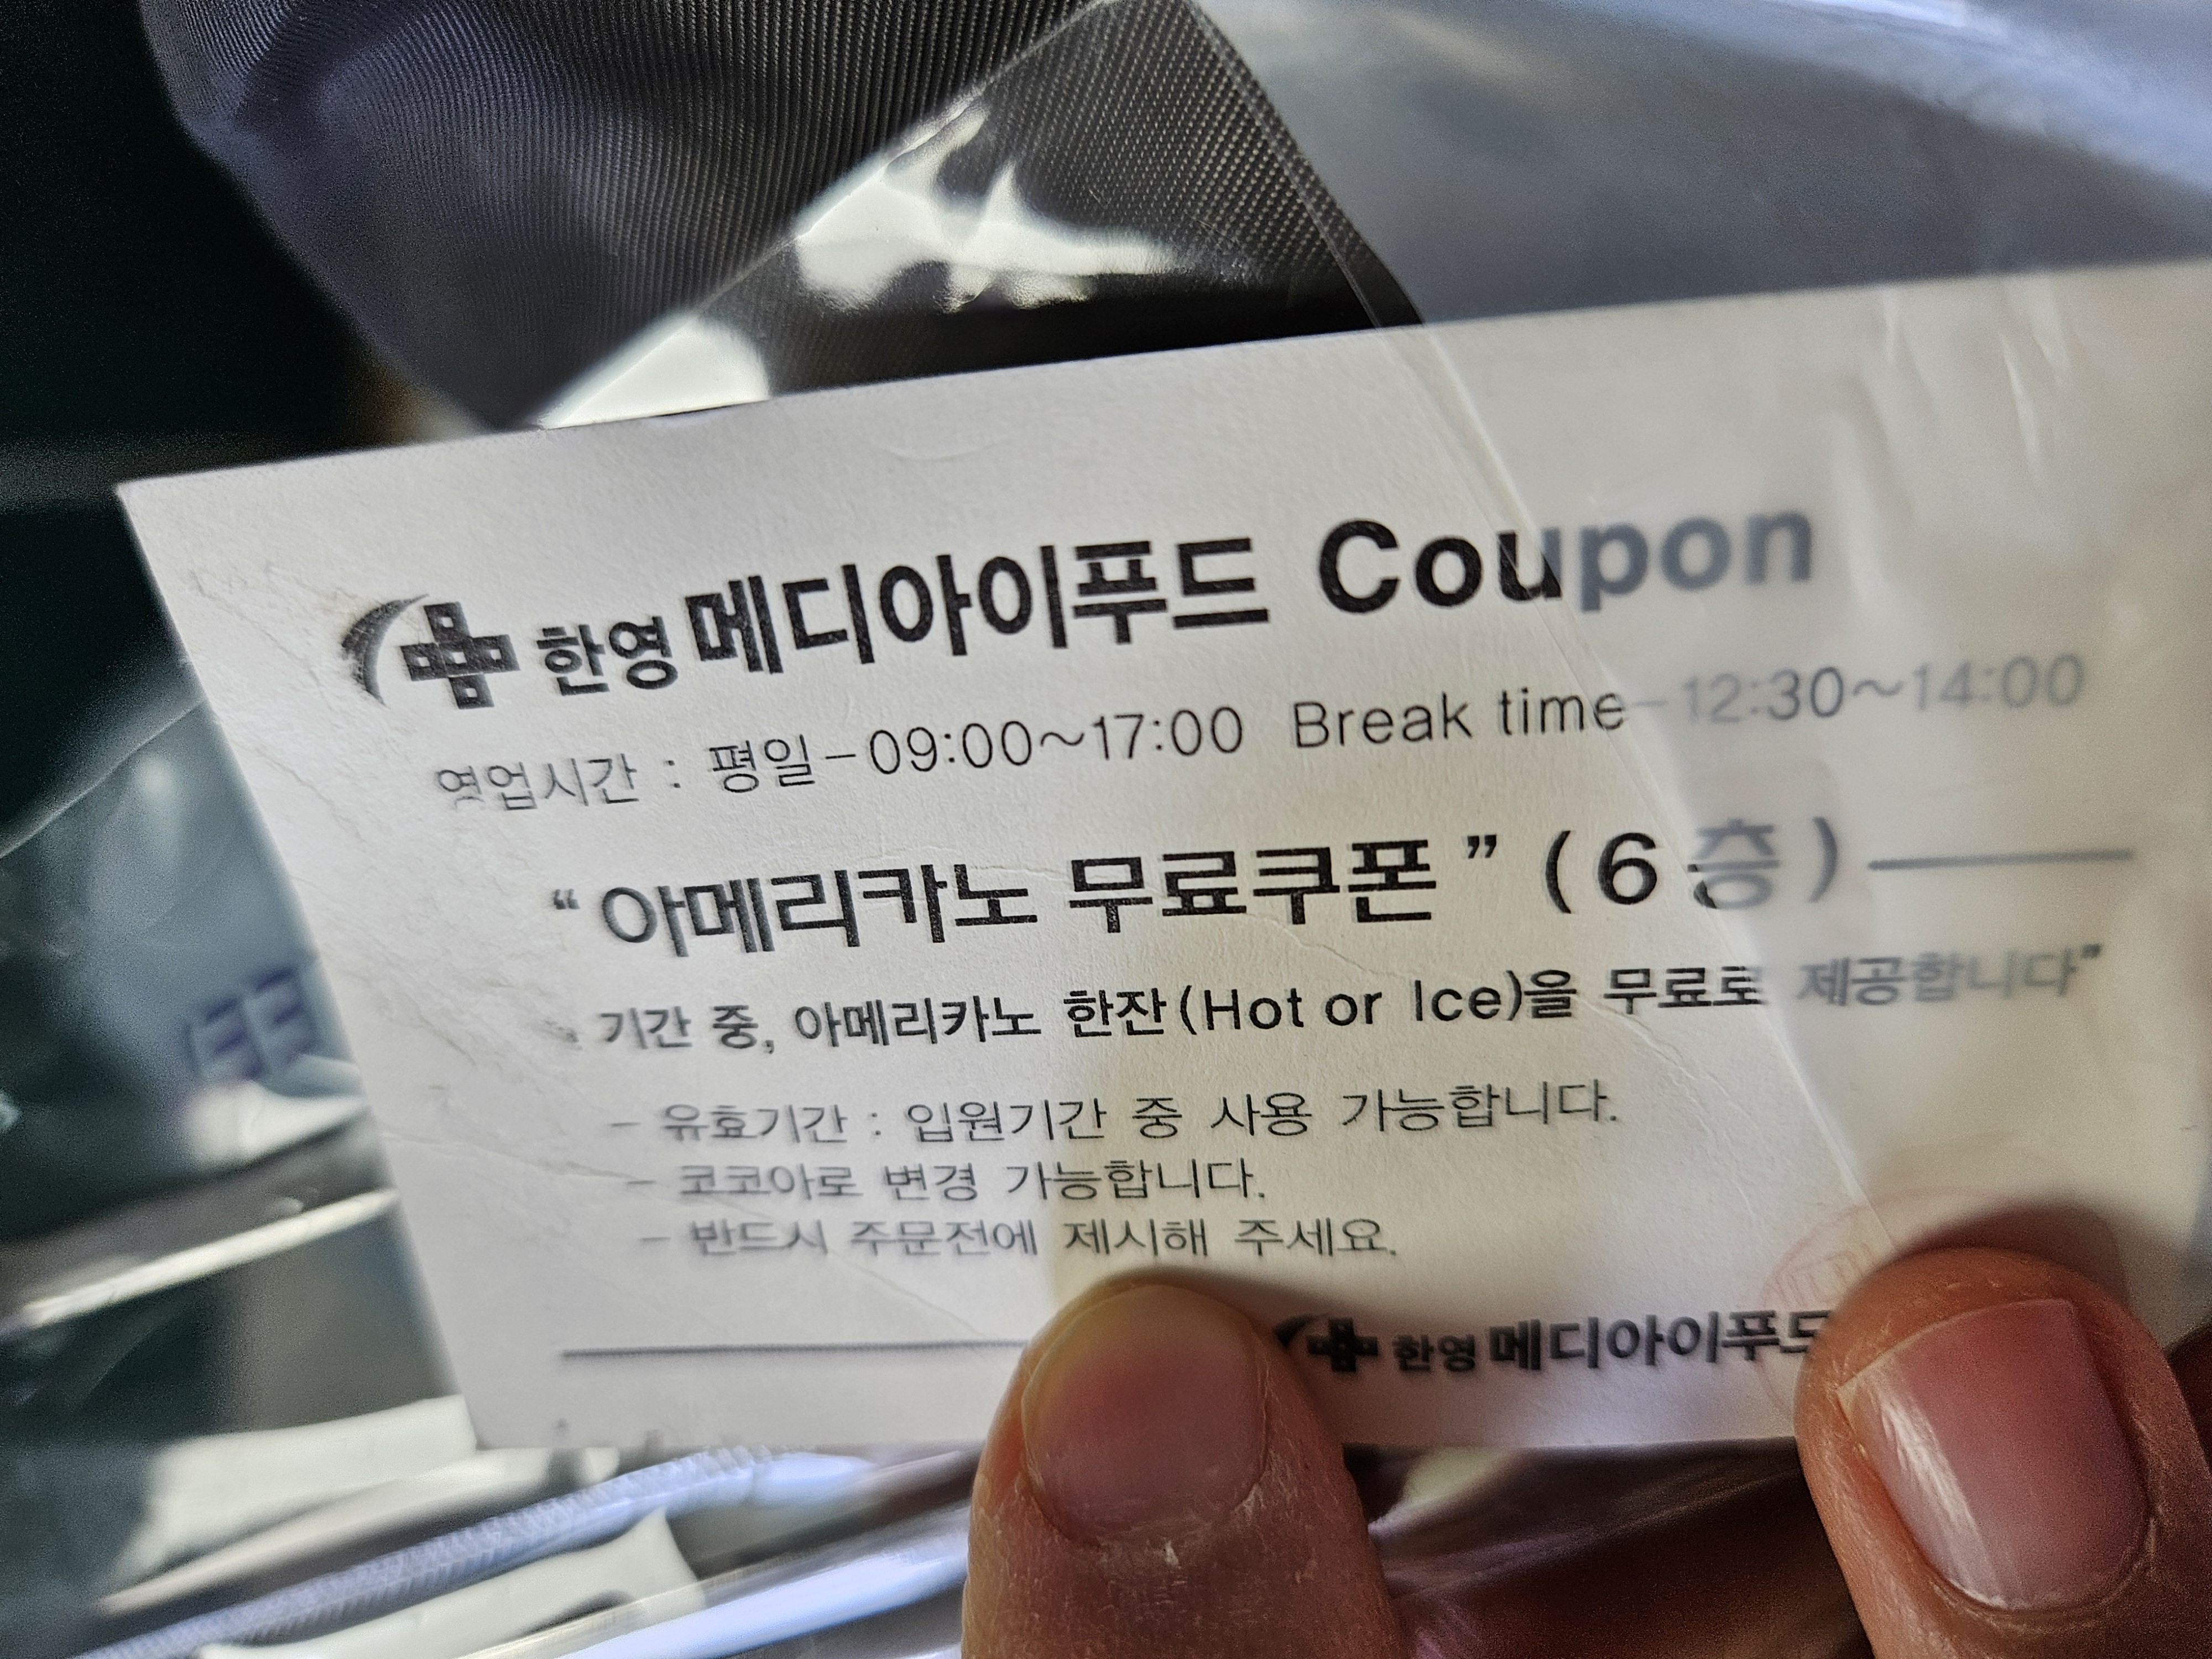 한영 메디아이푸드 Coupon
영업시간 : 평일-09:00~17:00 Break time-12:30~14:00
“아메리카노 무료쿠폰” (6층)
기간 중, 아메리카노 한잔(Hot or Ice)을 무료로 제공합니다”
- 유효기간 : 입원기간 중 사용 가능합니다.
- 코코아로 변경 가능합니다.
- 반드시 주문전에 제시해 주세요.
한영 메디아이푸드